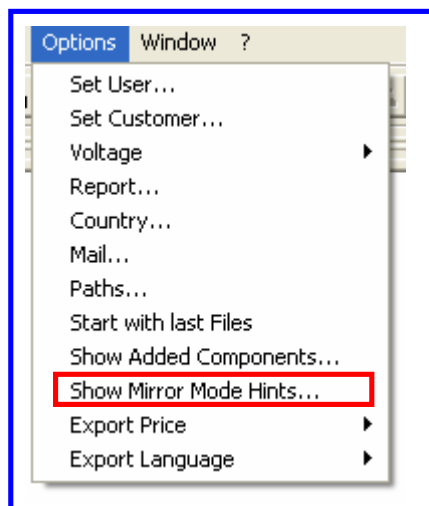 Options Window ?
Set User...
Set Customer...
Voltage
Report...
Country...
Mail...
Paths...
Start with last Files
Show Added Components...
Show Mirror Mode Hints...
Export Price
Export Language